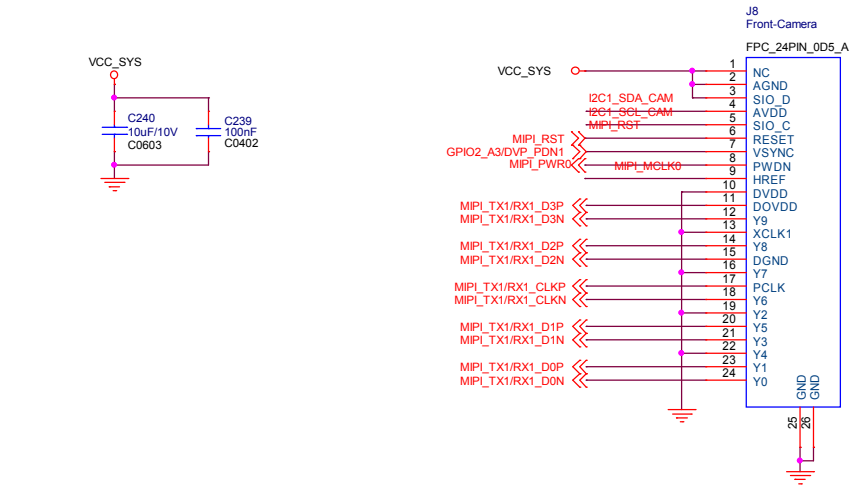 J8
Front-Camera
FPC_24PIN_0D5_A
VCC_SYS
C240
10uF/10V
C0603
C239
100nF
C0402
VCC_SYS
1 NC
2 AGND
I2C1_SDA_CAM 3 SIO_D
I2C1_SCL_CAM 4 AVDD
MIPI_RST 5 SIO_C
MIPI_RST 6 RESET
GPIO2_A3/DVP_PDN1 7 VSYNC
MIPI_PWR0 MIPI_MCLK0 8 PWDN
9 HREF
10 DVDD
MIPI_TX1/RX1_D3P 11 DOVDD
MIPI_TX1/RX1_D3N 12 Y9
13 XCLK1
MIPI_TX1/RX1_D2P 14 Y8
MIPI_TX1/RX1_D2N 15 DGND
16 Y7
MIPI_TX1/RX1_CLKP 17 PCLK
MIPI_TX1/RX1_CLKN 18 Y6
19 Y2
MIPI_TX1/RX1_D1P 20 Y5
MIPI_TX1/RX1_D1N 21 Y3
22 Y4
MIPI_TX1/RX1_D0P 23 Y1
MIPI_TX1/RX1_D0N 24 Y0
GND
GND
25
26